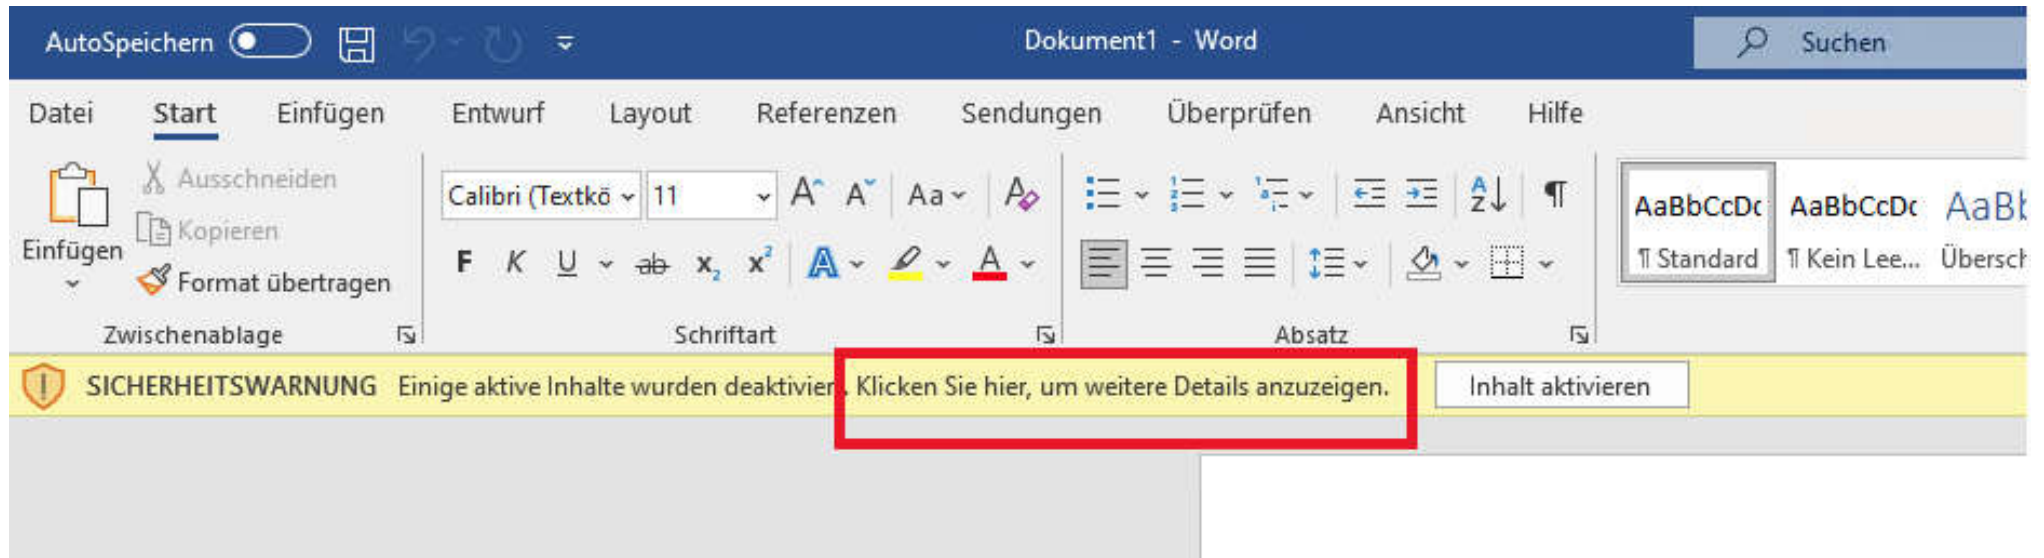 AutoSpeichern Dokument1 - Word Suchen
Datei Start Einfügen Entwurf Layout Referenzen Sendungen Überprüfen Ansicht Hilfe
Einfügen
Ausschneiden
Kopieren
Format übertragen
Zwischenablage
Calibri (Textkö 11 A A Aa A
F K U ab x₂ x² A A
Schriftart
A Z ¶
Absatz
AaBbCcDc AaBbCcDc AaBb
¶ Standard ¶ Kein Lee... Übersch
SICHERHEITSWARNUNG Einige aktive Inhalte wurden deaktivier. Klicken Sie hier, um weitere Details anzuzeigen. Inhalt aktivieren